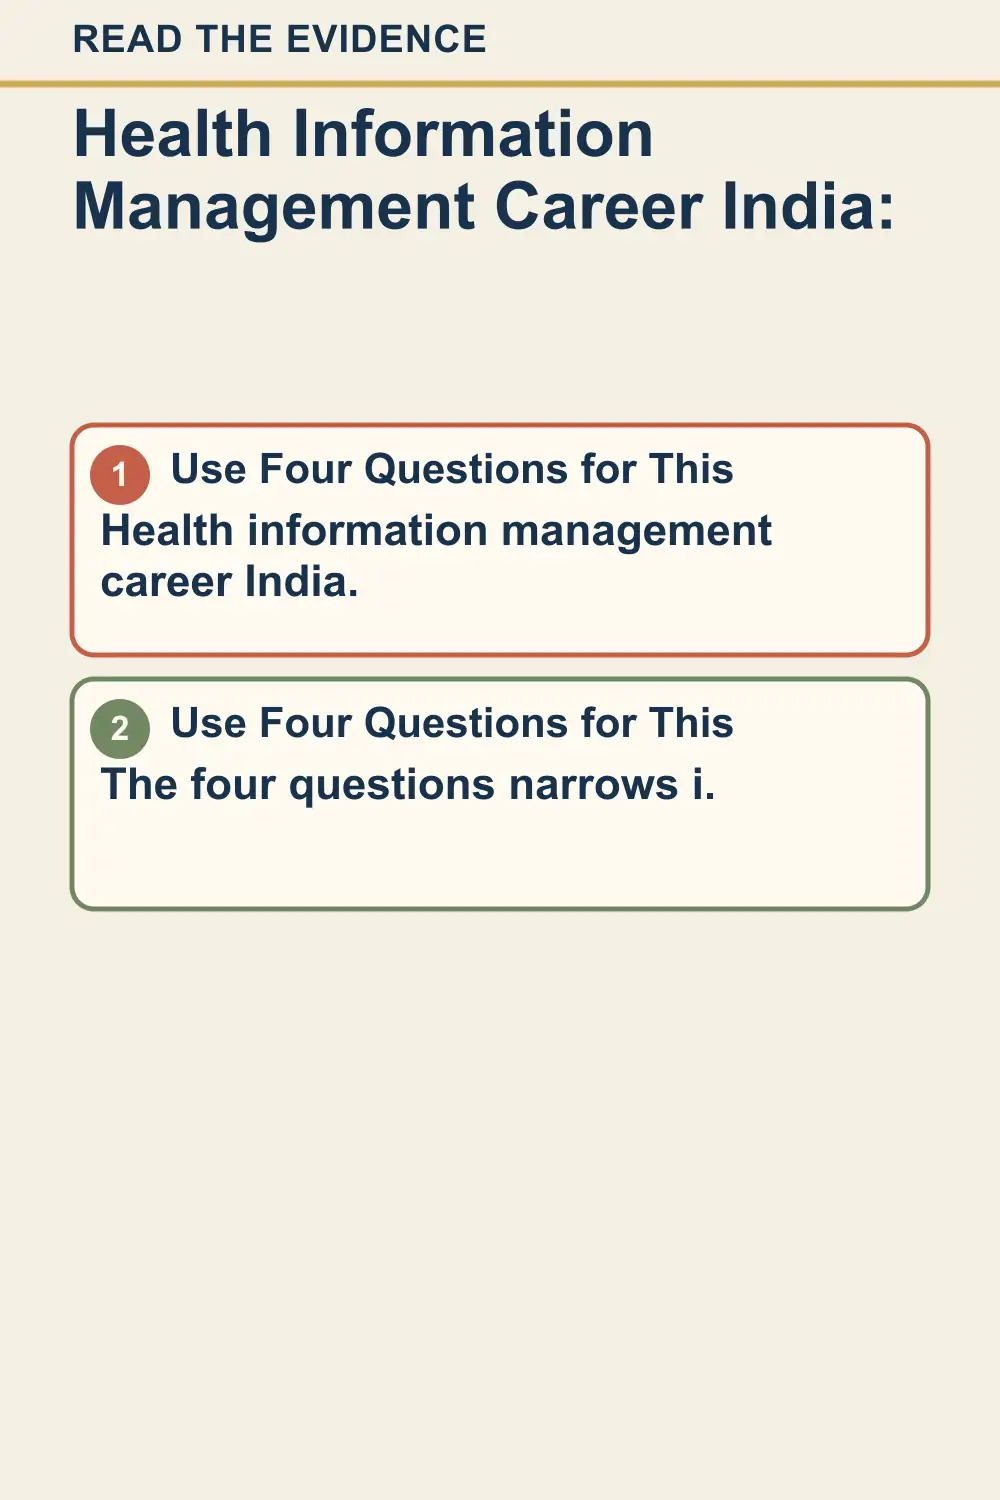 READ THE EVIDENCE
Health Information
Management Career India:
1 Use Four Questions for This
Health information management
career India.
2 Use Four Questions for This
The four questions narrows i.